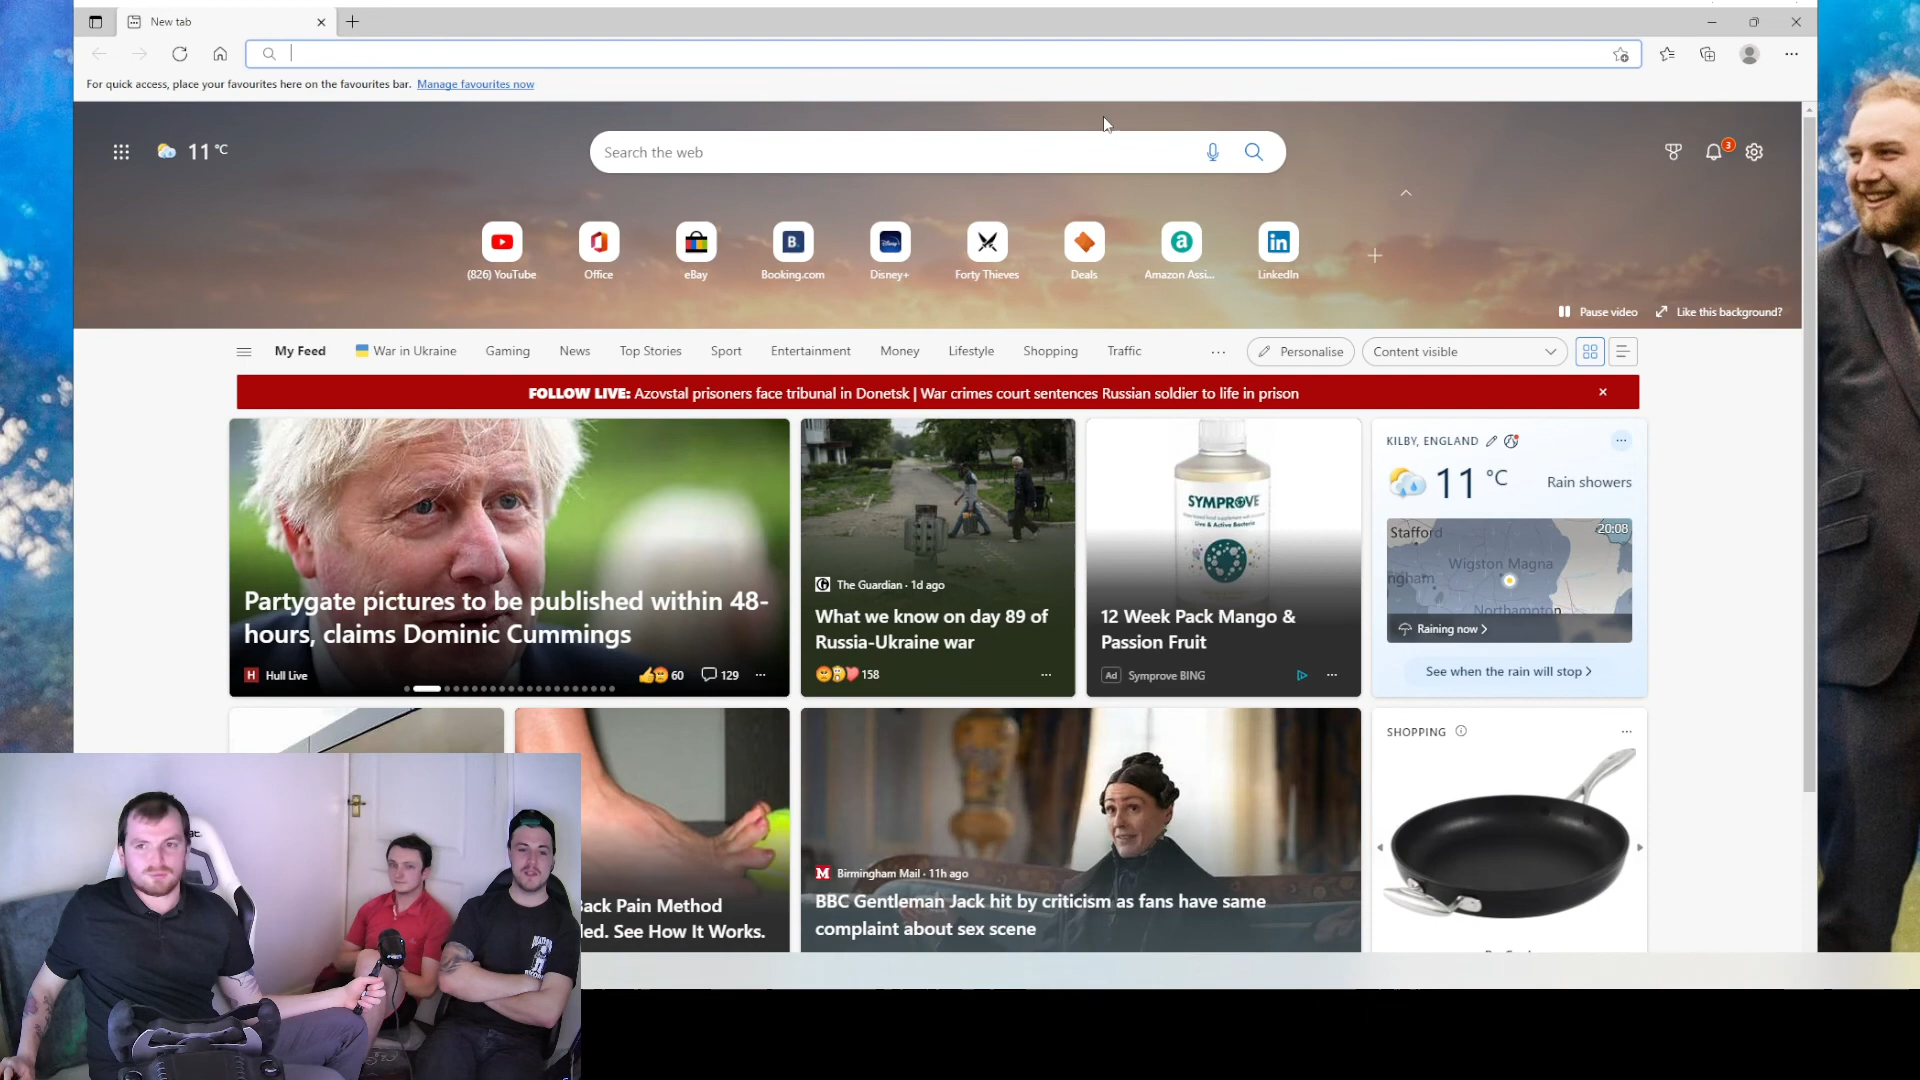 New tab
For quick access, place your favourites here on the favourites bar. Manage favourites now
11 °C
Search the web
3
(826) YouTube
Office
eBay
B.
Booking.com
Disney+
Forty Thieves
Deals
a
Amazon Assi...
in
LinkedIn
Pause video
Like this background?
My Feed
War in Ukraine
Gaming
News
Top Stories
Sport
Entertainment
Money
Lifestyle
Shopping
Traffic
Personalise
Content visible
FOLLOW LIVE: Azovstal prisoners face tribunal in Donetsk | War crimes court sentences Russian soldier to life in prison
Partygate pictures to be published within 48-
hours, claims Dominic Cummings
H Hull Live
60
129
The Guardian · 1d ago
What we know on day 89 of
Russia-Ukraine war
158
SYMPROVE
Live & Active Bacteria
12 Week Pack Mango &
Passion Fruit
Ad Symprove BING
KILBY, ENGLAND
11 °C
Rain showers
Stafford
20:08
Wigston Magna
ngham
Northampton
Raining now >
See when the rain will stop >
Back Pain Method
led. See How It Works.
M Birmingham Mail · 11h ago
BBC Gentleman Jack hit by criticism as fans have same
complaint about sex scene
SHOPPING